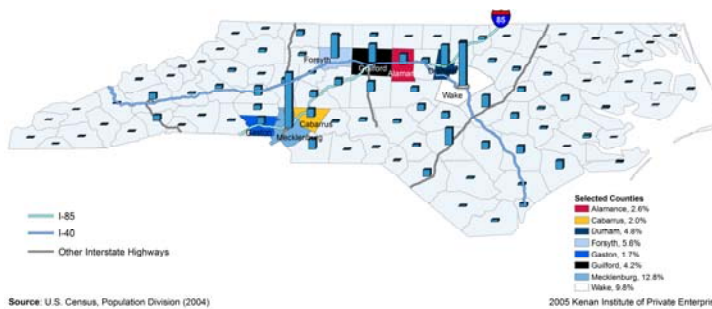 85
Forsyth
Guilford
Alamance
Durham
Wake
Gaston
Cabarrus
Mecklenburg
I-85
I-40
Other Interstate Highways
Selected Counties
Alamance, 2.6%
Cabarrus, 2.0%
Durham, 4.8%
Forsyth, 5.8%
Gaston, 1.7%
Guilford, 4.2%
Mecklenburg, 12.8%
Wake, 9.8%
Source: U.S. Census, Population Division (2004)
2005 Kenan Institute of Private Enterpris